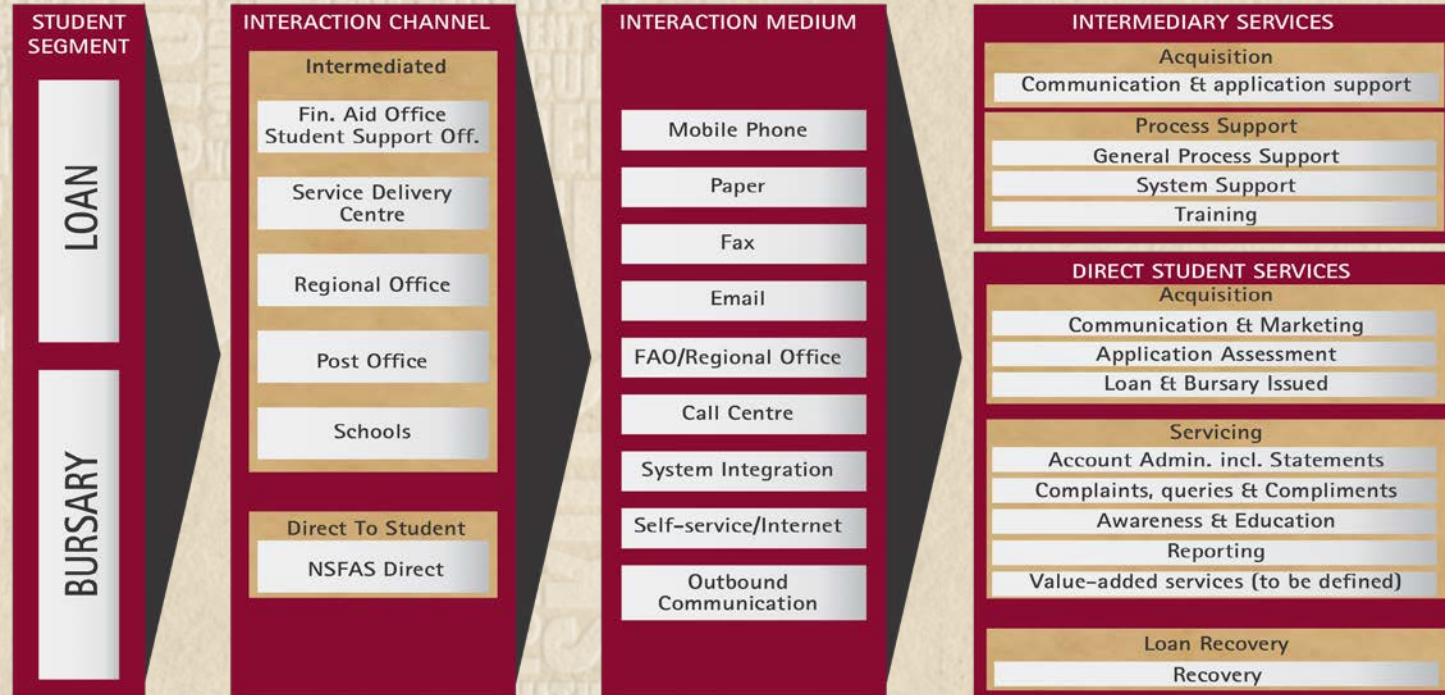 STUDENT
SEGMENT
LOAN
BURSARY
INTERACTION CHANNEL
Intermediated
Fin. Aid Office
Student Support Off.
Service Delivery
Centre
Regional Office
Post Office
Schools
Direct To Student
NSFAS Direct
INTERACTION MEDIUM
Mobile Phone
Paper
Fax
Email
FAO/Regional Office
Call Centre
System Integration
Self-service/Internet
Outbound
Communication
INTERMEDIARY SERVICES
Acquisition
Communication & application support
Process Support
General Process Support
System Support
Training
DIRECT STUDENT SERVICES
Acquisition
Communication & Marketing
Application Assessment
Loan & Bursary Issued
Servicing
Account Admin. incl. Statements
Complaints, queries & Compliments
Awareness & Education
Reporting
Value-added services (to be defined)
Loan Recovery
Recovery